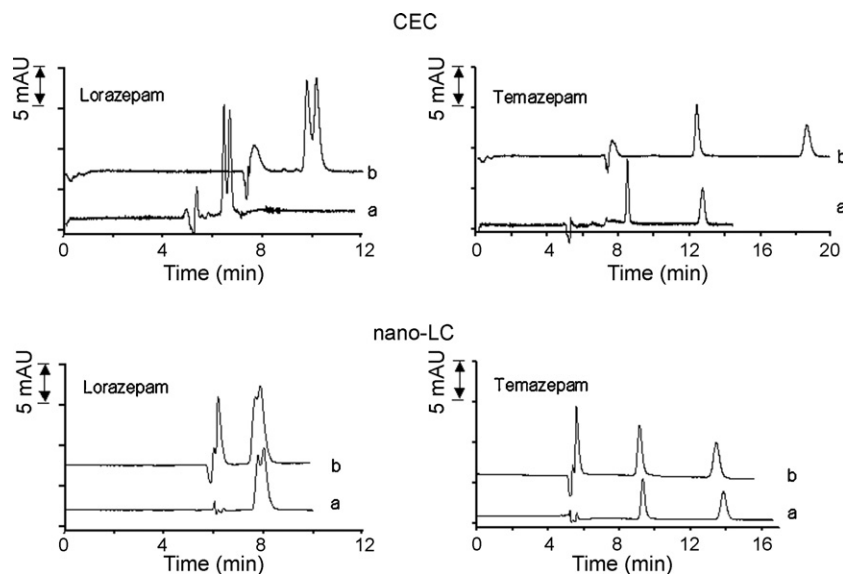 CEC
5 mAU
Lorazepam
b
a
0 4 8 12
Time (min)
5 mAU
Temazepam
b
a
0 4 8 12 16 20
Time (min)
nano-LC
5 mAU
Lorazepam
b
a
0 4 8 12
Time (min)
5 mAU
Temazepam
b
a
0 4 8 12 16
Time (min)